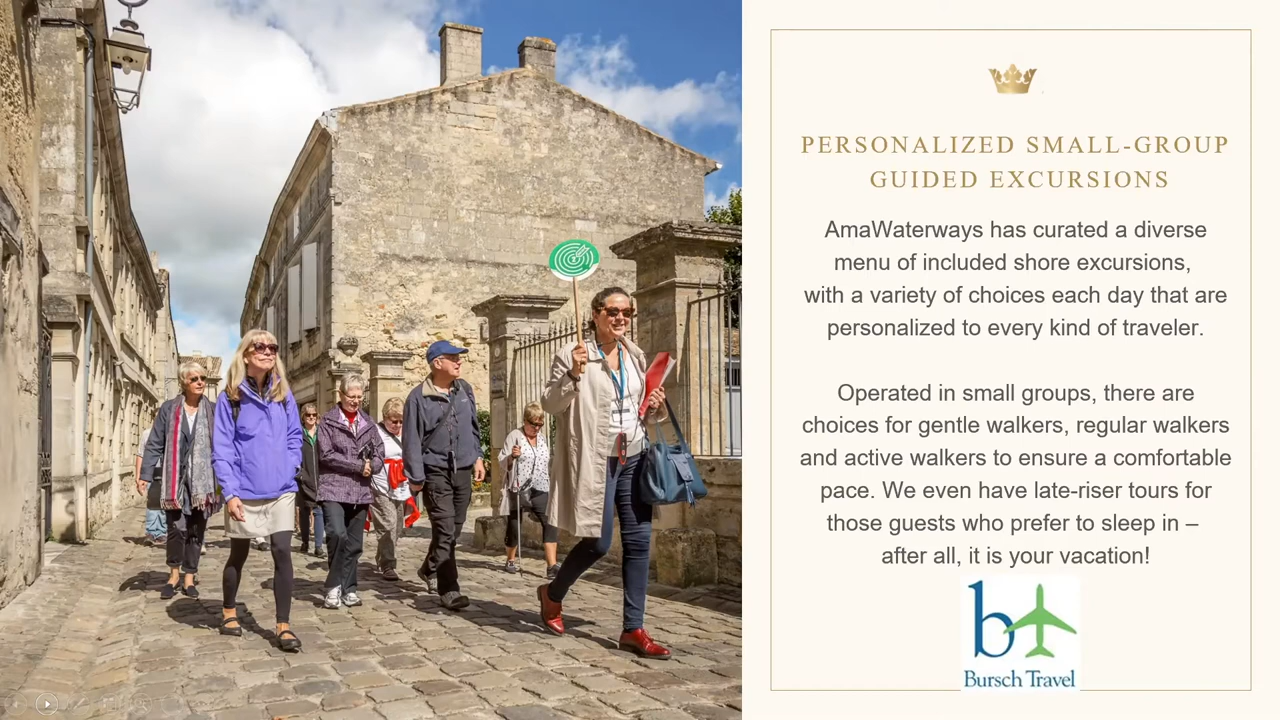 PERSONALIZED SMALL-GROUP
GUIDED EXCURSIONS
AmaWaterways has curated a diverse
menu of included shore excursions,
with a variety of choices each day that are
personalized to every kind of traveler.
Operated in small groups, there are
choices for gentle walkers, regular walkers
and active walkers to ensure a comfortable
pace. We even have late-riser tours for
those guests who prefer to sleep in –
after all, it is your vacation!
b
Bursch Travel